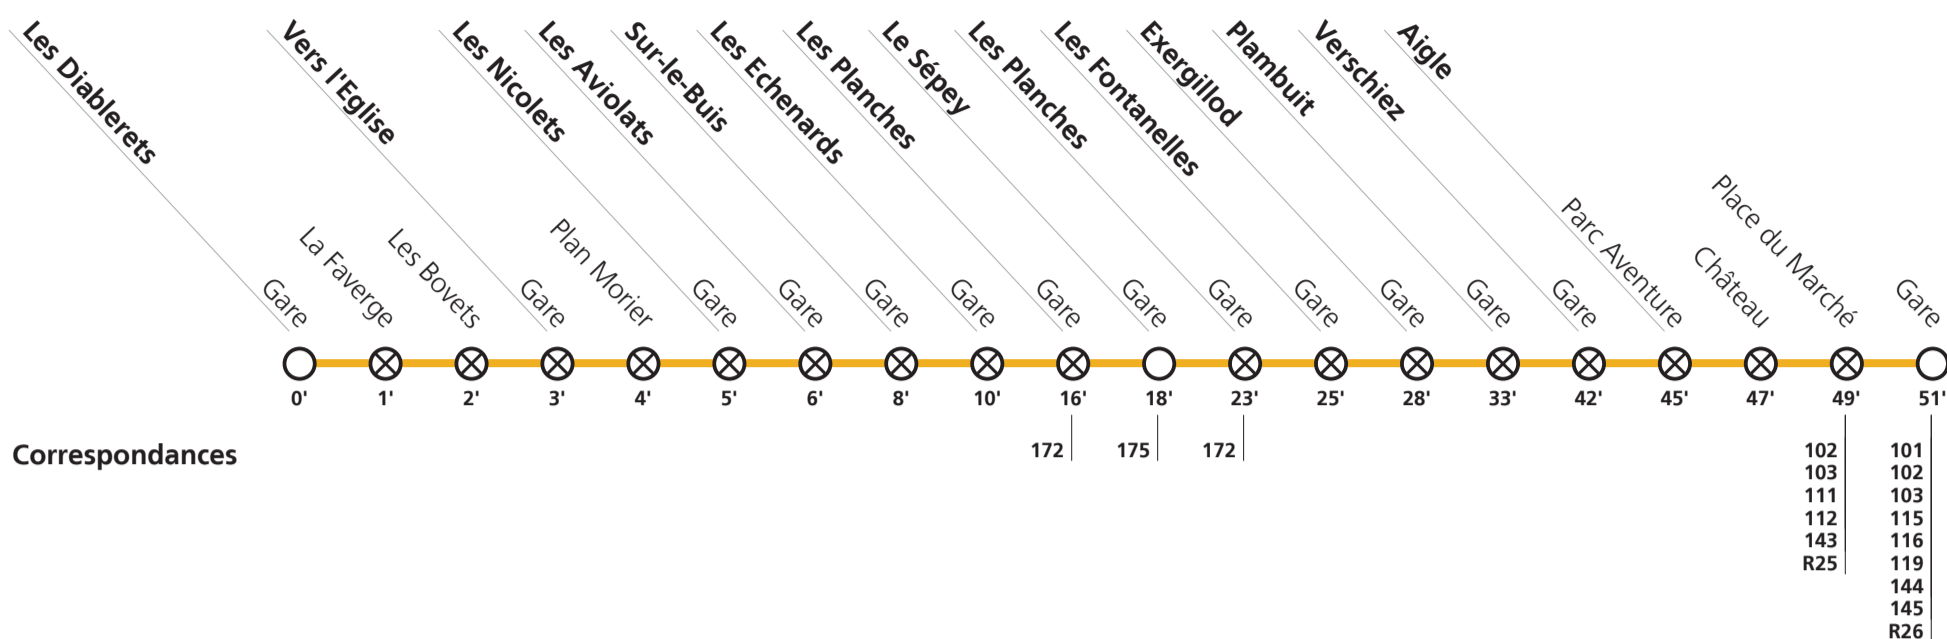 Les Diablerets
Vers l'Eglise
Les Nicolets
Les Aviolats
Sur-le-Buis
Les Echenards
Les Planches
Le Sépey
Les Planches
Les Fontanelles
Exergillod
Plambuit
Verschiez
Aigle
Gare
La Faverge
Les Bovets
Gare
Plan Morier
Gare
Gare
Gare
Gare
Gare
Gare
Gare
Gare
Gare
Gare
Gare
Parc Aventure
Château
Place du Marché
Gare
0' 1' 2' 3' 4' 5' 6' 8' 10' 16' 18' 23' 25' 28' 33' 42' 45' 47' 49' 51'
Correspondances
172 175 172
102 101
103 102
111 103
112 115
143 116
R25 119
144
145
R26